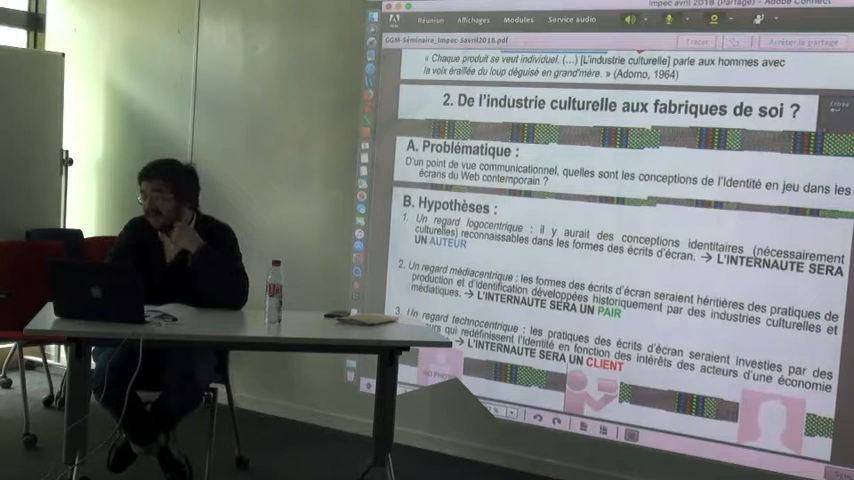 IMPEC avril 2018 (Partage) - Adobe Connect
Réunion Affichages Modules Service audio
GGM-Séminaire_Impec-5avril2018.pdf
Arrêter le partage
« Chaque produit se veut individuel. (…) [L'industrie culturelle] parle aux hommes avec
la voix éraillée du loup déguisé en grand'mère. » (Adorno, 1964)
2. De l'industrie culturelle aux fabriques de soi ?
A. Problématique :
D'un point de vue communicationnel, quelles sont les conceptions de l'identité en jeu dans les
écrans du Web contemporain ?
B. Hypothèses :
1. Un regard logocentrique : il y aurait des conceptions identitaires (nécessairement
culturelles) reconnaissables dans les formes des écrits d'écran. → L'INTERNAUTE SERA
UN AUTEUR
2. Un regard médiacentrique : les formes des écrits d'écran seraient héritières des pratiques de
production et d'identification développées historiquement par des industries culturelles et
médiatiques. → L'INTERNAUTE SERA UN PAIR
3. Un regard technocentrique : les pratiques des écrits d'écran seraient investies par des
qui redéfinissent l'identité en fonction des intérêts des acteurs d'une économie
→ L'INTERNAUTE SERA UN CLIENT
NO PHOTO